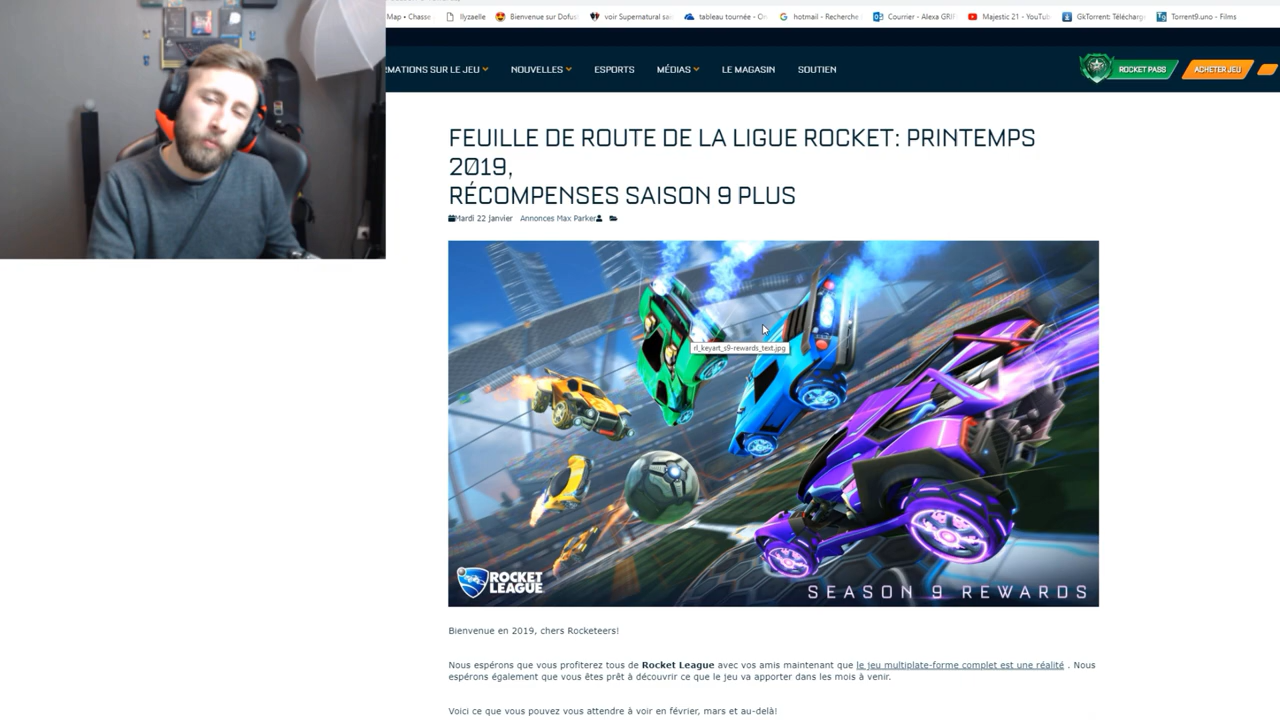 Map • Chasse
Ilyzaelle
Bienvenue sur Dofus
voir Supernatural sai
tableau tournée - On
hotmail - Recherche
Courrier - Alexa GRIF
Majestic 21 - YouTub
GkTorrent: Télécharg
Torrent9.uno - Films
RMATIONS SUR LE JEU
NOUVELLES
ESPORTS
MÉDIAS
LE MAGASIN
SOUTIEN
ROCKET PASS
ACHETER JEU
FEUILLE DE ROUTE DE LA LIGUE ROCKET: PRINTEMPS
2019,
RÉCOMPENSES SAISON 9 PLUS
Mardi 22 Janvier Annonces Max Parker
rl_keyart_s9-rewards_text.jpg
ROCKET
LEAGUE
SEASON 9 REWARDS
Bienvenue en 2019, chers Rocketeers!
Nous espérons que vous profiterez tous de Rocket League avec vos amis maintenant que le jeu multiplate-forme complet est une réalité . Nous
espérons également que vous êtes prêt à découvrir ce que le jeu va apporter dans les mois à venir.
Voici ce que vous pouvez vous attendre à voir en février, mars et au-delà!